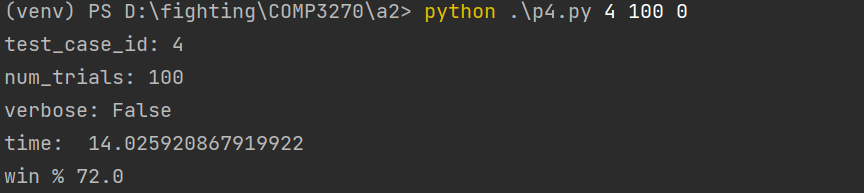 (venv) PS D:\fighting\COMP3270\a2> python .\p4.py 4 100 0
test_case_id: 4
num_trials: 100
verbose: False
time:  14.025920867919922
win % 72.0